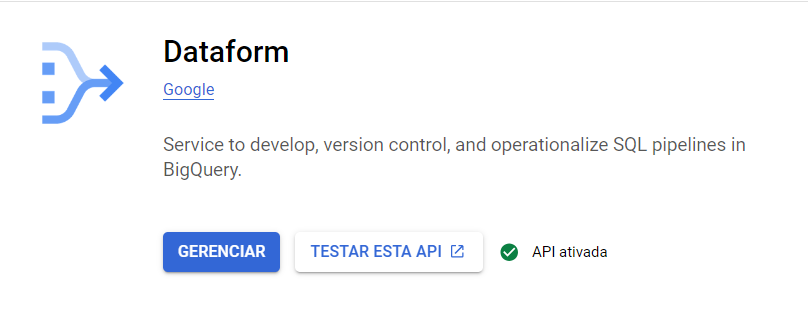 Dataform
Google
Service to develop, version control, and operationalize SQL pipelines in
BigQuery.
GERENCIAR
TESTAR ESTA API
API ativada